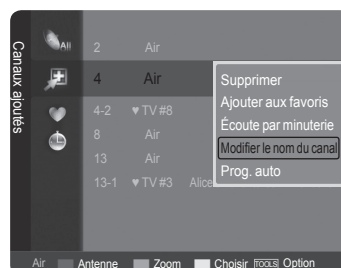 Canaux ajoutés
All
2 Air
4 Air
4-2 ♥ TV #8
8 Air
13 Air
13-1 ♥ TV #3 Alice
Supprimer
Ajouter aux favoris
Écoute par minuterie
Modifier le nom du canal
Prog. auto
Air Antenne Zoom Choisir TOOLS Option